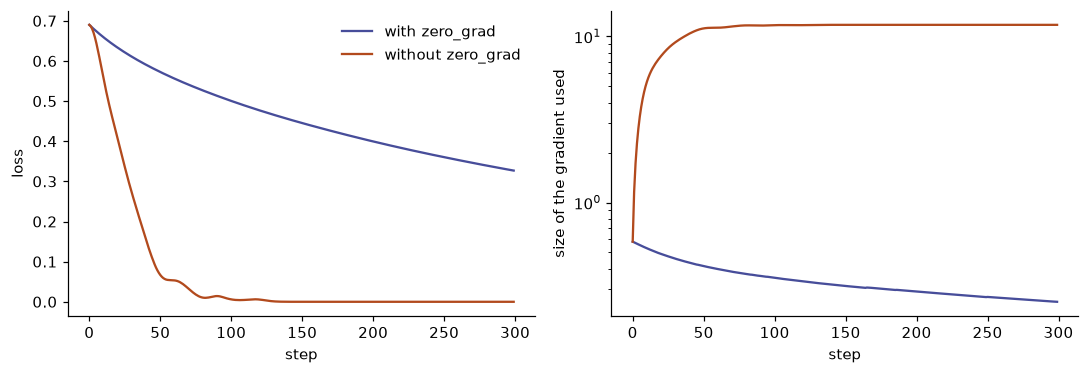 0.7
0.6
0.5
0.4
0.3
0.2
0.1
0.0
loss
0 50 100 150 200 250 300
step
with zero_grad
without zero_grad
10¹
10⁰
size of the gradient used
0 50 100 150 200 250 300
step